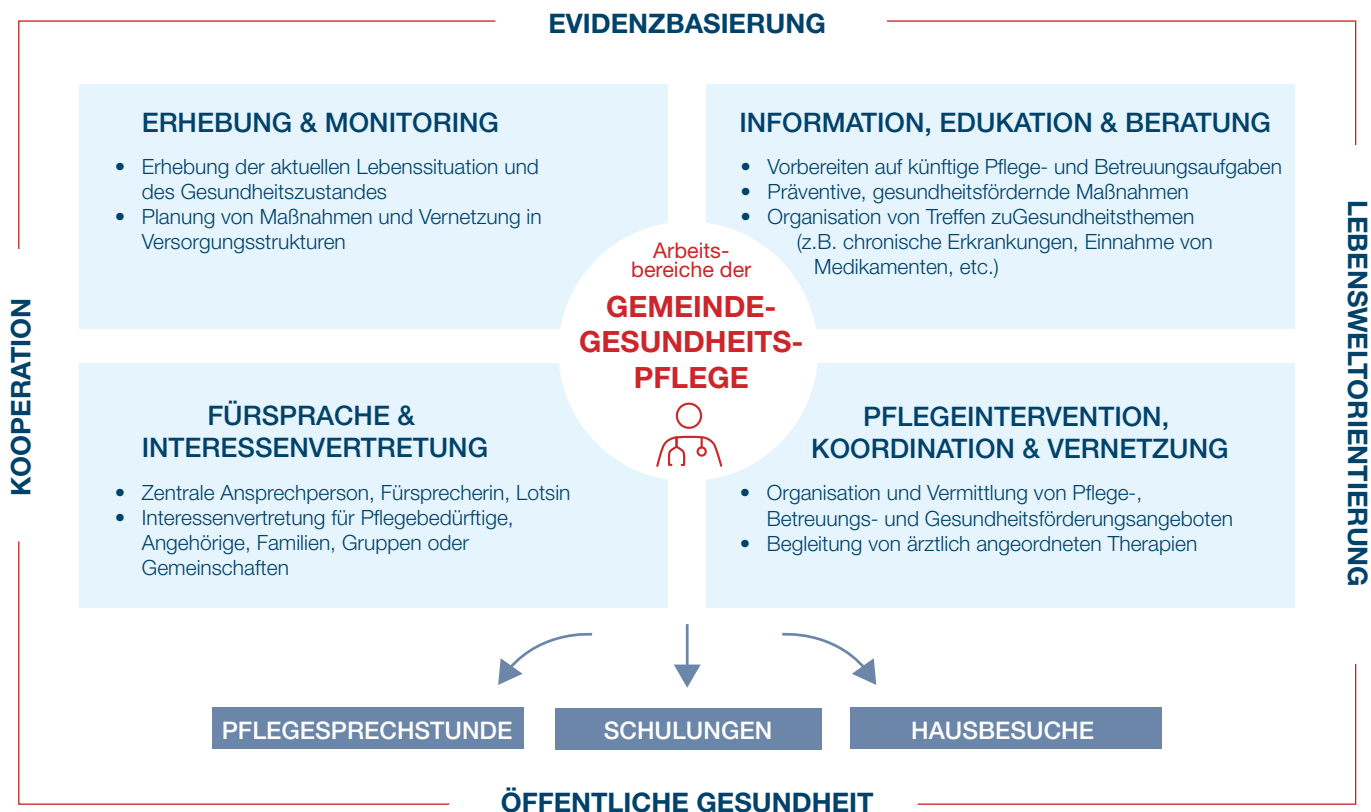 EVIDENZBASIERUNG
ERHEBUNG & MONITORING
• Erhebung der aktuellen Lebenssituation und
des Gesundheitszustandes
• Planung von Maßnahmen und Vernetzung in
Versorgungsstrukturen
INFORMATION, EDUKATION & BERATUNG
• Vorbereiten auf künftige Pflege- und Betreuungsaufgaben
• Präventive, gesundheitsfördernde Maßnahmen
• Organisation von Treffen zuGesundheitsthemen
(z.B. chronische Erkrankungen, Einnahme von
Medikamenten, etc.)
Arbeits-
bereiche der
GEMEINDE-
GESUNDHEITS-
PFLEGE
KOOPERATION
LEBENSWELTORIENTIERUNG
FÜRSPRACHE &
INTERESSENVERTRETUNG
• Zentrale Ansprechperson, Fürsprecherin, Lotsin
• Interessenvertretung für Pflegebedürftige,
Angehörige, Familien, Gruppen oder
Gemeinschaften
PFLEGEINTERVENTION,
KOORDINATION & VERNETZUNG
• Organisation und Vermittlung von Pflege-,
Betreuungs- und Gesundheitsförderungsangeboten
• Begleitung von ärztlich angeordneten Therapien
PFLEGESPRECHSTUNDE
SCHULUNGEN
HAUSBESUCHE
ÖFFENTLICHE GESUNDHEIT